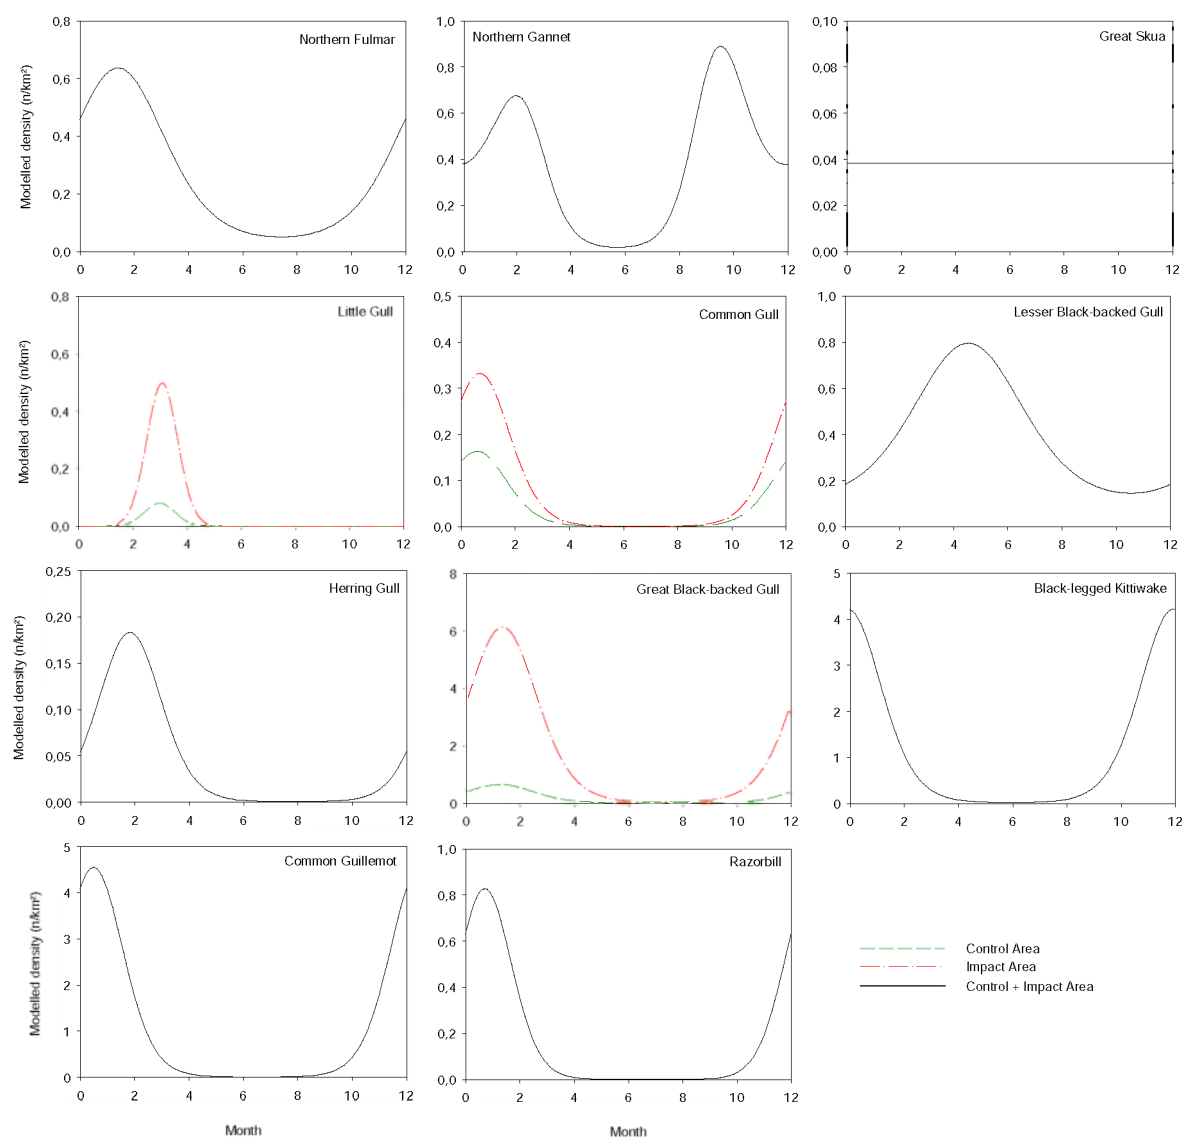 Northern Fulmar
Modelled density (n/km²)
0,8
0,6
0,4
0,2
0,0
0 2 4 6 8 10 12
Northern Gannet
1,0
0,8
0,6
0,4
0,2
0,0
0 2 4 6 8 10 12
Great Skua
0,10
0,08
0,06
0,04
0,02
0,00
0 2 4 6 8 10 12
Little Gull
Modelled density (n/km²)
0,8
0,6
0,4
0,2
0,0
0 2 4 6 8 10 12
Common Gull
0,5
0,4
0,3
0,2
0,1
0,0
0 2 4 6 8 10 12
Lesser Black-backed Gull
1,0
0,8
0,6
0,4
0,2
0,0
0 2 4 6 8 10 12
Herring Gull
Modelled density (n/km²)
0,25
0,20
0,15
0,10
0,05
0,00
0 2 4 6 8 10 12
Great Black-backed Gull
8
6
4
2
0
0 2 4 6 8 10 12
Black-legged Kittiwake
5
4
3
2
1
0
0 2 4 6 8 10 12
Common Guillemot
Modelled density (n/km²)
5
4
3
2
1
0
0 2 4 6 8 10 12
Month
Razorbill
1,0
0,8
0,6
0,4
0,2
0,0
0 2 4 6 8 10 12
Month
Control Area
Impact Area
Control + Impact Area